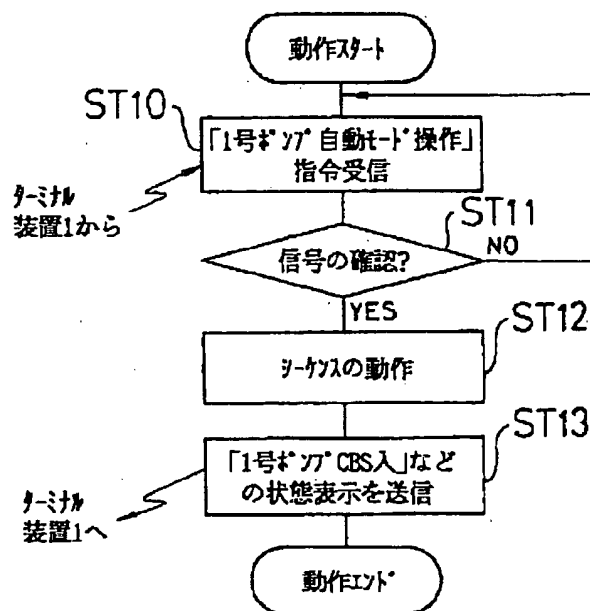 動作スタート
ST10
「1号ポンプ自動モード操作」
指令受信
ターミナル
装置1から
ST11
信号の確認?
NO
YES
ST12
シーケンスの動作
ST13
「1号ポンプCBS入」など
の状態表示を送信
ターミナル
装置1へ
動作エンド